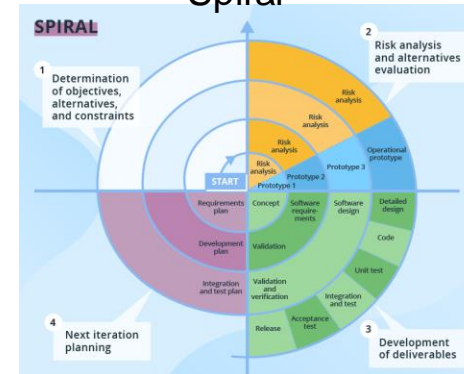 Spiral
SPIRAL
1
Determination
of objectives,
alternatives,
and constraints
2
Risk analysis
and alternatives
evaluation
Risk
analysis
Risk
analysis
Risk
analysis
Risk
analysis
START
Prototype 1
Prototype 2
Prototype 3
Operational
prototype
Requirements
plan
Concept
Software
require-
ments
Software
design
Detailed
design
Development
plan
Validation
Code
Integration
and test plan
Validation
and
verification
Unit test
Integration
and test
Acceptance
test
Release
4
Next iteration
planning
3
Development
of deliverables